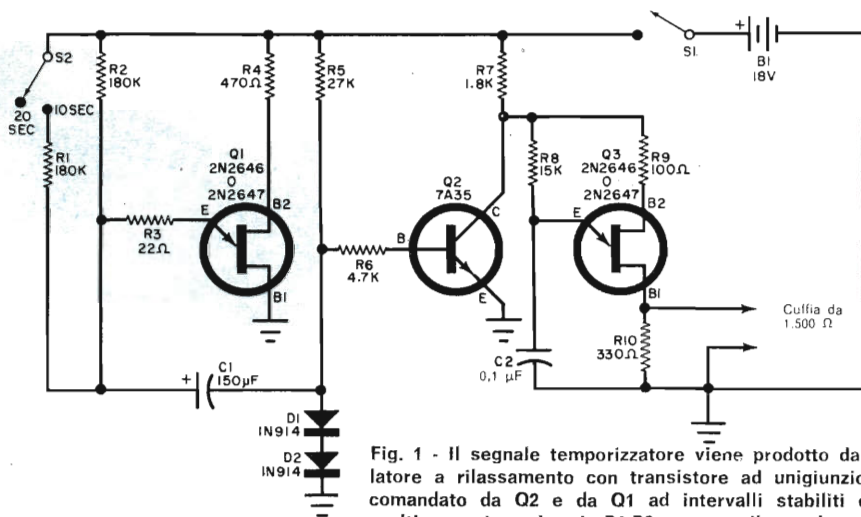 S2
20
SEC
10SEC
R1
180K
R2
180K
R3
22Ω
R4
470Ω
Q1
2N2646
O
2N2647
E
B2
B1
C1
150µF
+
R5
27K
D1
1N914
D2
1N914
R6
4.7K
Q2
7A35
B
C
E
R7
1.8K
R8
15K
C2
0,1 µF
Q3
2N2646
O
2N2647
E
B2
B1
R9
100Ω
R10
330Ω
S1
+
B1
18V
Cuffia da
1.500 Ω
Fig. 1 - Il segnale temporizzatore viene prodotto da
latore a rilassamento con transistore ad unigiunzio
comandato da Q2 e da Q1 ad intervalli stabiliti